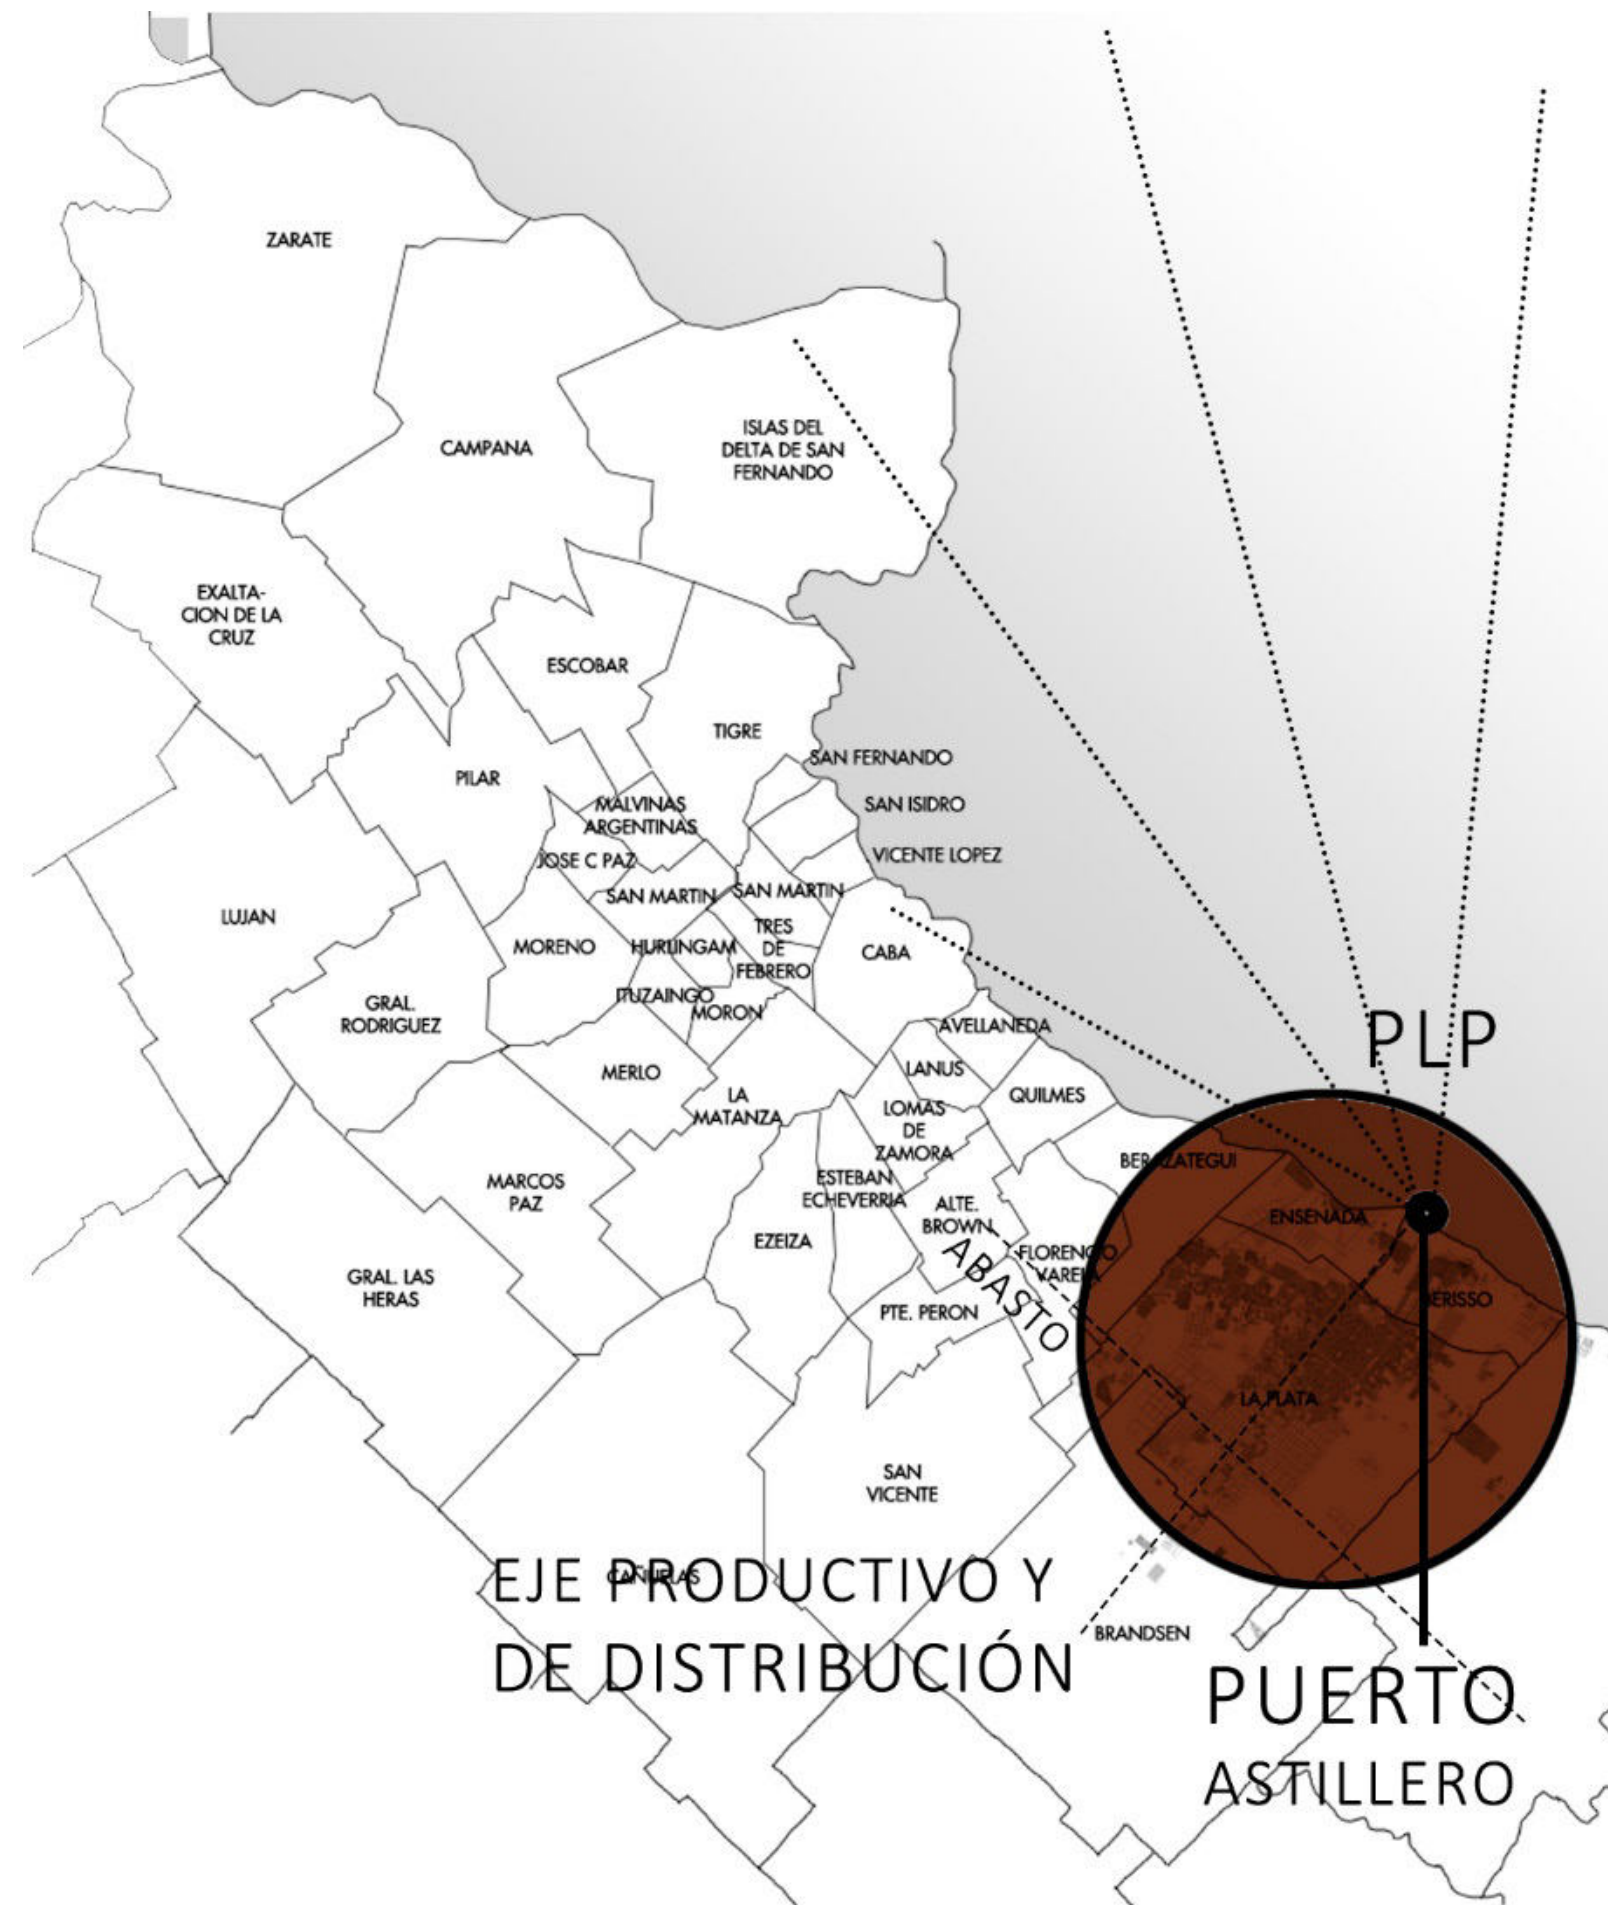 ZARATE
CAMPANA
ISLAS DEL
DELTA DE SAN
FERNANDO
EXALTA-
CION DE LA
CRUZ
ESCOBAR
TIGRE
SAN FERNANDO
PILAR
MALVINAS
ARGENTINAS
SAN ISIDRO
JOSE C PAZ
VICENTE LOPEZ
SAN MARTIN
SAN MARTIN
LUJAN
MORENO
HURLINGAM
TRES
DE
FEBRERO
CABA
GRAL.
RODRIGUEZ
ITUZAINGO
MORON
AVELLANEDA
PLP
MERLO
LANUS
LA
MATANZA
LOMAS
DE
ZAMORA
QUILMES
BERAZATEGUI
MARCOS
PAZ
ESTEBAN
ECHEVERRIA
ALTE.
BROWN
ENSENADA
EZEIZA
ABASTO
FLORENCIO
VARELA
GRAL. LAS
HERAS
PTE. PERON
BERISSO
LA PLATA
SAN
VICENTE
CAÑUELAS
EJE PRODUCTIVO Y
DE DISTRIBUCIÓN
BRANDSEN
PUERTO
ASTILLERO